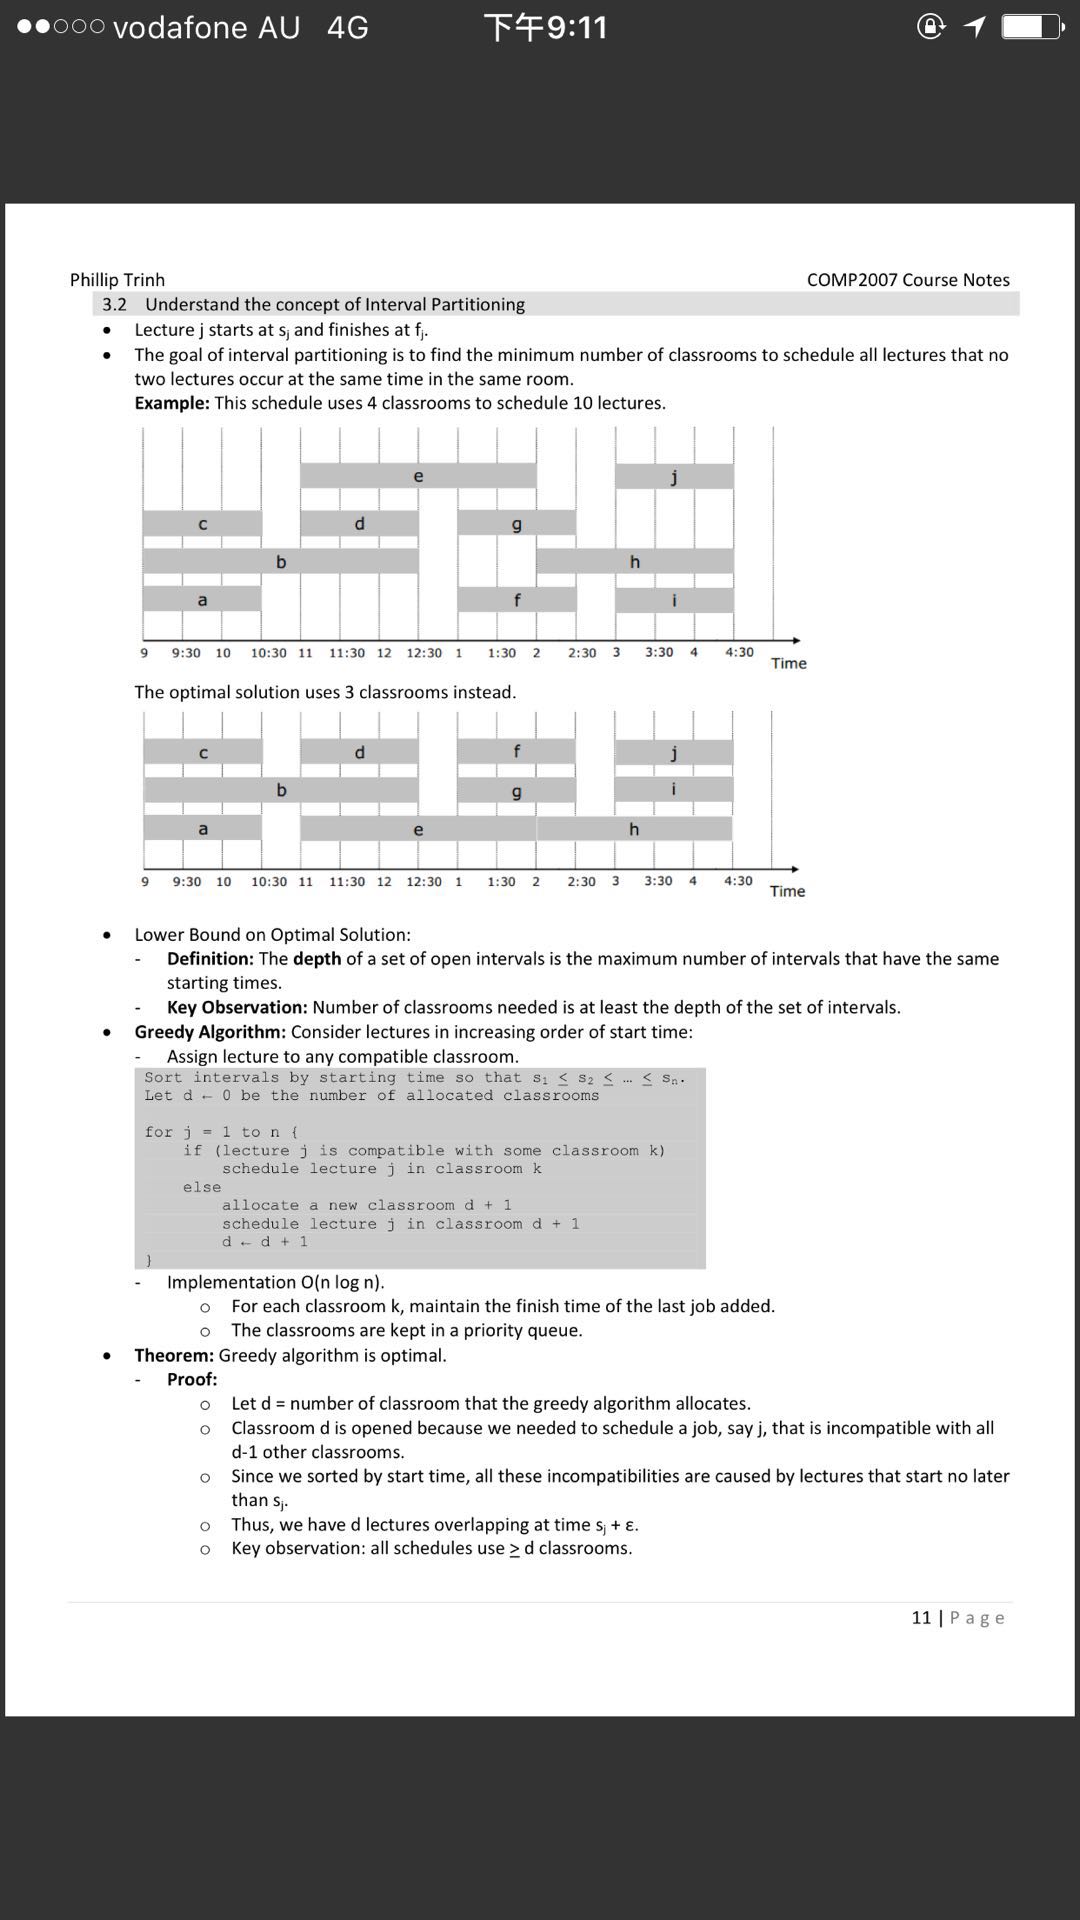 vodafone AU 4G 下午9:11
Phillip Trinh COMP2007 Course Notes
3.2 Understand the concept of Interval Partitioning
• Lecture j starts at sj and finishes at fj.
• The goal of interval partitioning is to find the minimum number of classrooms to schedule all lectures that no
two lectures occur at the same time in the same room.
Example: This schedule uses 4 classrooms to schedule 10 lectures.
e j
c d g
b h
a f i
9 9:30 10 10:30 11 11:30 12 12:30 1 1:30 2 2:30 3 3:30 4 4:30
Time
The optimal solution uses 3 classrooms instead.
c d f j
b g i
a e h
9 9:30 10 10:30 11 11:30 12 12:30 1 1:30 2 2:30 3 3:30 4 4:30
Time
• Lower Bound on Optimal Solution:
- Definition: The depth of a set of open intervals is the maximum number of intervals that have the same
starting times.
- Key Observation: Number of classrooms needed is at least the depth of the set of intervals.
• Greedy Algorithm: Consider lectures in increasing order of start time:
- Assign lecture to any compatible classroom.
Sort intervals by starting time so that s₁ ≤ s₂ ≤ … ≤ sₙ.
Let d ← 0 be the number of allocated classrooms
for j = 1 to n {
if (lecture j is compatible with some classroom k)
schedule lecture j in classroom k
else
allocate a new classroom d + 1
schedule lecture j in classroom d + 1
d ← d + 1
}
- Implementation O(n log n).
o For each classroom k, maintain the finish time of the last job added.
o The classrooms are kept in a priority queue.
• Theorem: Greedy algorithm is optimal.
- Proof:
o Let d = number of classroom that the greedy algorithm allocates.
o Classroom d is opened because we needed to schedule a job, say j, that is incompatible with all
d-1 other classrooms.
o Since we sorted by start time, all these incompatibilities are caused by lectures that start no later
than sj.
o Thus, we have d lectures overlapping at time sj + ε.
o Key observation: all schedules use ≥ d classrooms.
11 | Page